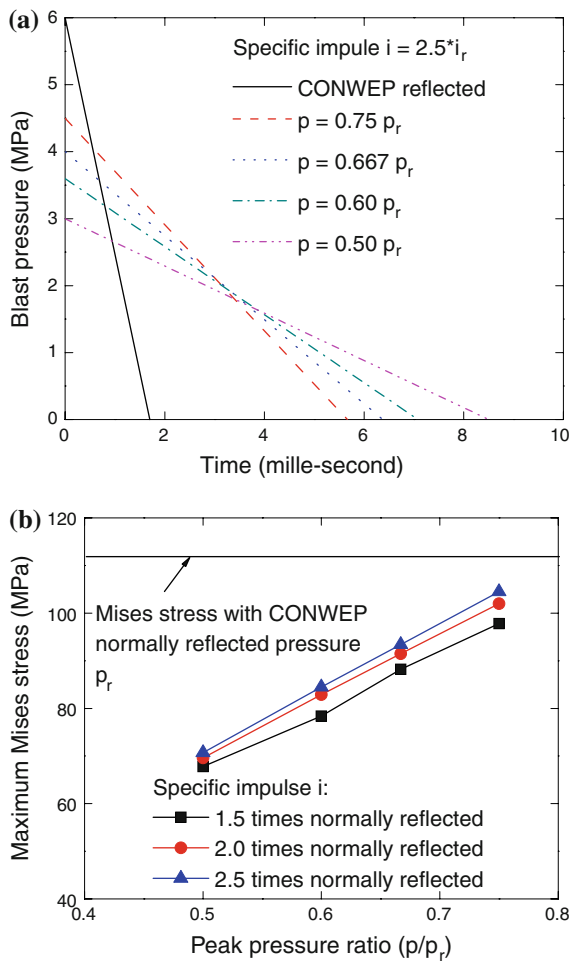 (a)
6
5
4
3
2
1
0
Blast pressure (MPa)
Specific impule i = 2.5*i_r
CONWEP reflected
p = 0.75 p_r
p = 0.667 p_r
p = 0.60 p_r
p = 0.50 p_r
0 2 4 6 8 10
Time (mille-second)
(b)
120
100
80
60
40
Maximum Mises stress (MPa)
Mises stress with CONWEP
normally reflected pressure
p_r
Specific impulse i:
1.5 times normally reflected
2.0 times normally reflected
2.5 times normally reflected
0.4 0.5 0.6 0.7 0.8
Peak pressure ratio (p/p_r)